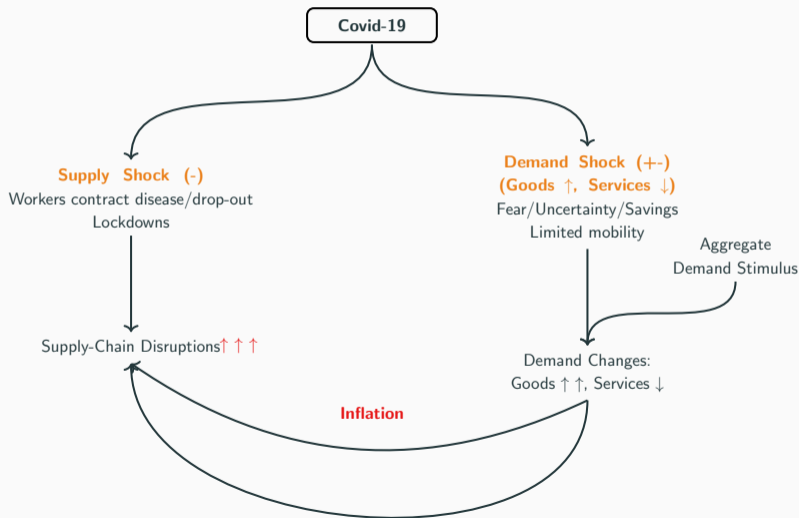 Covid-19
Supply Shock (-)
Workers contract disease/drop-out
Lockdowns
Demand Shock (+-)
(Goods ↑, Services ↓)
Fear/Uncertainty/Savings
Limited mobility
Aggregate
Demand Stimulus
Supply-Chain Disruptions↑ ↑ ↑
Demand Changes:
Goods ↑ ↑, Services ↓
Inflation